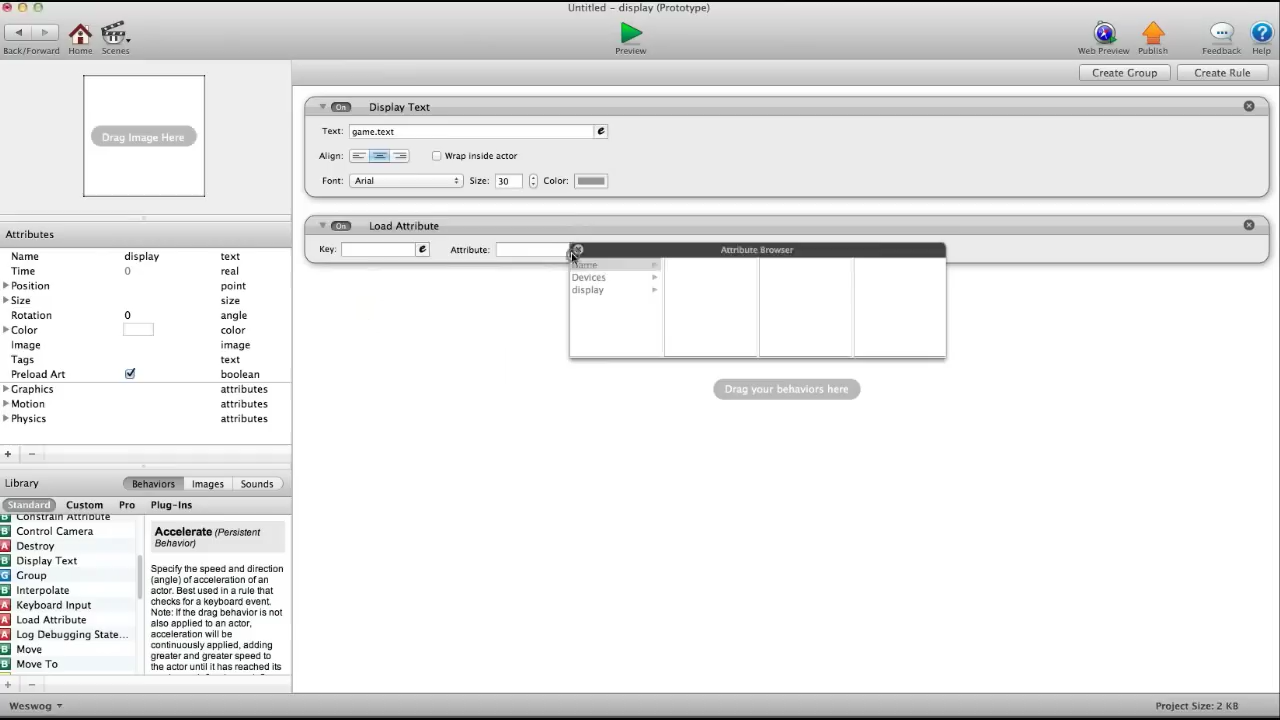 Untitled - display (Prototype)
Back/Forward Home Scenes Preview Web Preview Publish Feedback Help
Create Group Create Rule
Drag Image Here
On Display Text
Text: game.text
Align: Wrap inside actor
Font: Arial Size: 30 Color:
On Load Attribute
Key: Attribute:
Attribute Browser
Game
Devices
display
Drag your behaviors here
Attributes
Name display text
Time 0 real
Position point
Size size
Rotation 0 angle
Color color
Image image
Tags text
Preload Art boolean
Graphics attributes
Motion attributes
Physics attributes
+ −
Library Behaviors Images Sounds
Standard Custom Pro Plug-Ins
B Constrain Attribute
B Control Camera
A Destroy
B Display Text
G Group
B Interpolate
A Keyboard Input
A Load Attribute
A Log Debugging State...
B Move
B Move To
Accelerate (Persistent
Behavior)
Specify the speed and direction
(angle) of acceleration of an
actor. Best used in a rule that
checks for a keyboard event.
Note: If the drag behavior is not
also applied to an actor,
acceleration will be
continuously applied, adding
greater and greater speed to
the actor until it has reached its
+ −
Weswog Project Size: 2 KB